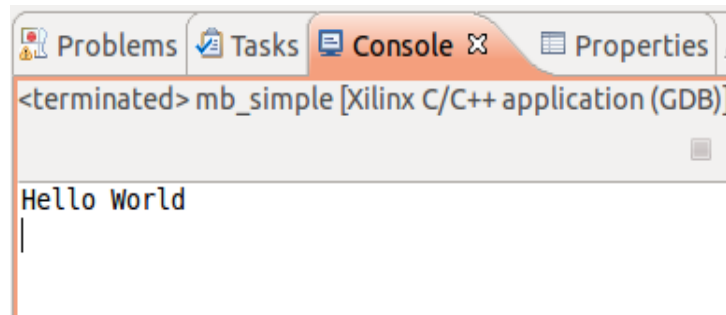 Problems Tasks Console Properties
<terminated> mb_simple [Xilinx C/C++ application (GDB)]
Hello World